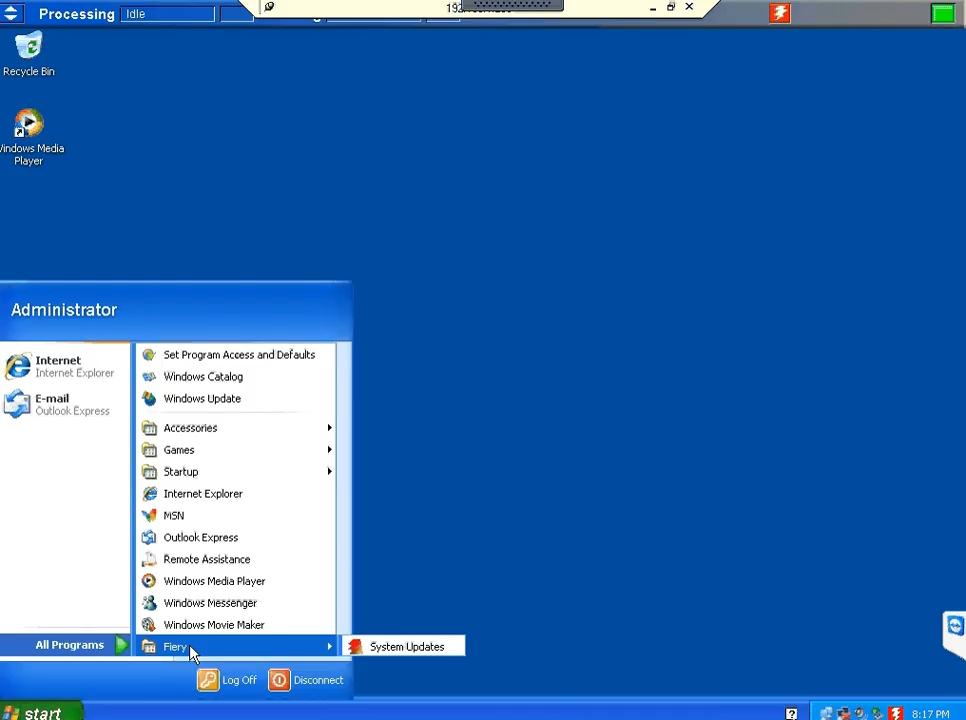 Processing
Idle
Recycle Bin
Windows Media
Player
Administrator
Internet
Internet Explorer
E-mail
Outlook Express
Set Program Access and Defaults
Windows Catalog
Windows Update
Accessories
Games
Startup
Internet Explorer
MSN
Outlook Express
Remote Assistance
Windows Media Player
Windows Messenger
Windows Movie Maker
Fiery
System Updates
All Programs
Log Off
Disconnect
start
8:17 PM